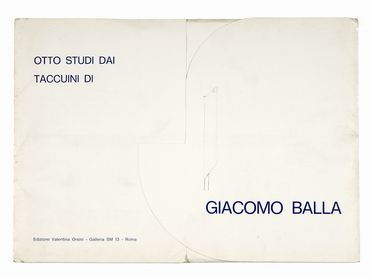 OTTO STUDI DAI
TACCUINI DI
GIACOMO BALLA
Edizione Valentina Orsini - Galleria SM 13 - Roma